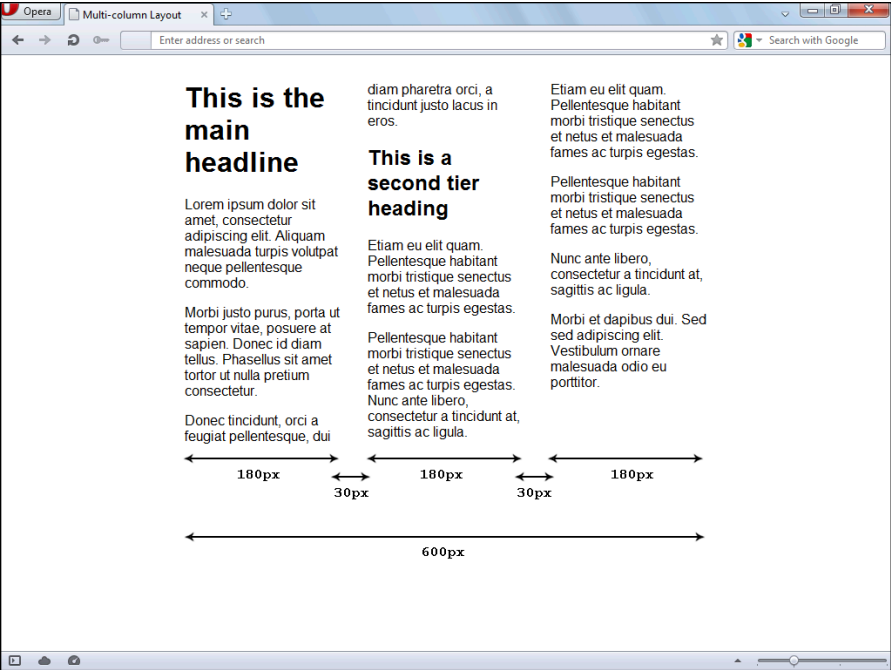 Opera
Multi-column Layout
Enter address or search
Search with Google
This is the
main
headline
Lorem ipsum dolor sit
amet, consectetur
adipiscing elit. Aliquam
malesuada turpis volutpat
neque pellentesque
commodo.
Morbi justo purus, porta ut
tempor vitae, posuere at
sapien. Donec id diam
tellus. Phasellus sit amet
tortor ut nulla pretium
consectetur.
Donec tincidunt, orci a
feugiat pellentesque, dui
diam pharetra orci, a
tincidunt justo lacus in
eros.
This is a
second tier
heading
Etiam eu elit quam.
Pellentesque habitant
morbi tristique senectus
et netus et malesuada
fames ac turpis egestas.
Pellentesque habitant
morbi tristique senectus
et netus et malesuada
fames ac turpis egestas.
Nunc ante libero,
consectetur a tincidunt at,
sagittis ac ligula.
Etiam eu elit quam.
Pellentesque habitant
morbi tristique senectus
et netus et malesuada
fames ac turpis egestas.
Pellentesque habitant
morbi tristique senectus
et netus et malesuada
fames ac turpis egestas.
Nunc ante libero,
consectetur a tincidunt at,
sagittis ac ligula.
Morbi et dapibus dui. Sed
sed adipiscing elit.
Vestibulum ornare
malesuada odio eu
porttitor.
180px
180px
180px
30px
30px
600px